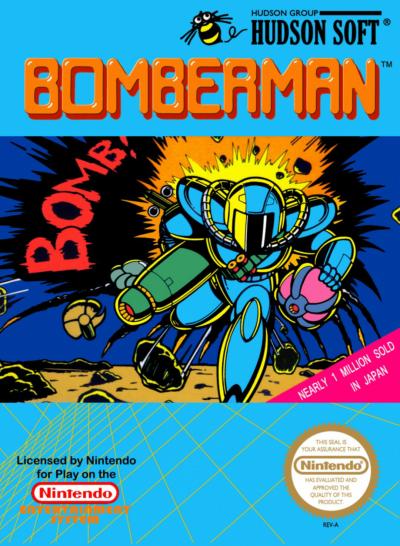 HUDSON GROUP
HUDSON SOFT®
BOMBERMAN™
BOMB!
NEARLY 1 MILLION SOLD
IN JAPAN
Licensed by Nintendo
for Play on the
Nintendo
ENTERTAINMENT
SYSTEM
THIS SEAL IS
YOUR ASSURANCE THAT
Nintendo
HAS EVALUATED AND
APPROVED THE
QUALITY OF THIS
PRODUCT
REV-A